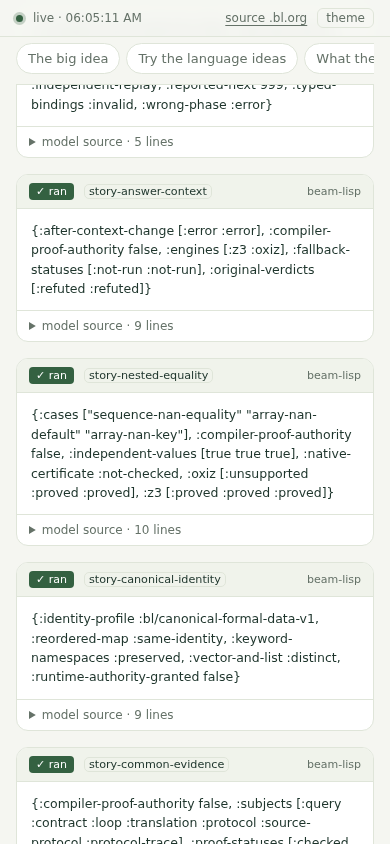 live · 06:05:11 AM
source .bl.org
theme
The big idea
Try the language ideas
What the
:independent-replay, :reported-next 999, :typed-
bindings :invalid, :wrong-phase :error}
▶ model source · 5 lines
✓ ran
story-answer-context
beam-lisp
{:after-context-change [:error :error], :compiler-
proof-authority false, :engines [:z3 :oxiz], :fallback-
statuses [:not-run :not-run], :original-verdicts
[:refuted :refuted]}
▶ model source · 9 lines
✓ ran
story-nested-equality
beam-lisp
{:cases ["sequence-nan-equality" "array-nan-
default" "array-nan-key"], :compiler-proof-authority
false, :independent-values [true true true], :native-
certificate :not-checked, :oxiz [:unsupported
:proved :proved], :z3 [:proved :proved :proved]}
▶ model source · 10 lines
✓ ran
story-canonical-identity
beam-lisp
{:identity-profile :bl/canonical-formal-data-v1,
:reordered-map :same-identity, :keyword-
namespaces :preserved, :vector-and-list :distinct,
:runtime-authority-granted false}
▶ model source · 9 lines
✓ ran
story-common-evidence
beam-lisp
{:compiler-proof-authority false, :subjects [:query
:contract :loop :translation :protocol :source-
protocol :protocol-trace], :proof-statuses [:checked